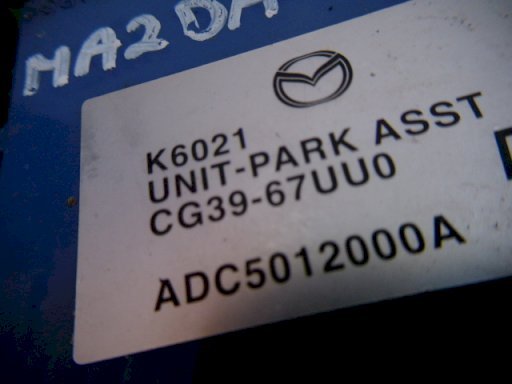 MAZDA
K6021
UNIT-PARK ASST
CG39-67UU0
ADC5012000A